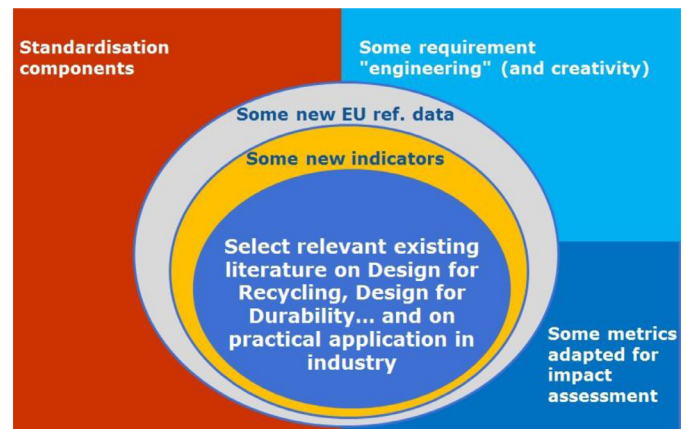 Standardisation
components
Some requirement
"engineering" (and creativity)
Some new EU ref. data
Some new indicators
Select relevant existing
literature on Design for
Recycling, Design for
Durability... and on
practical application in
industry
Some metrics
adapted for
impact
assessment